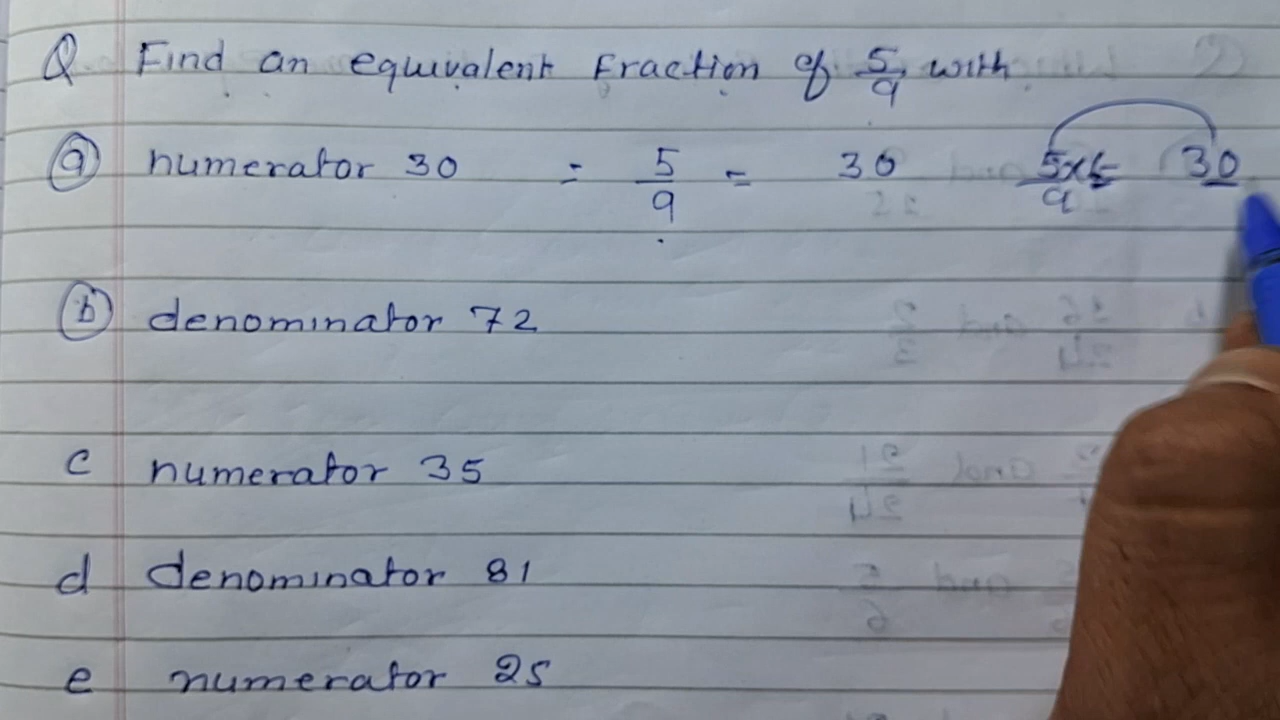 Q Find an equivalent Fraction of 5/9 with
(a) numerator 30 = 5/9 = 30 5×6/9 = 30
(b) denominator 72
c numerator 35
d denominator 81
e numerator 25